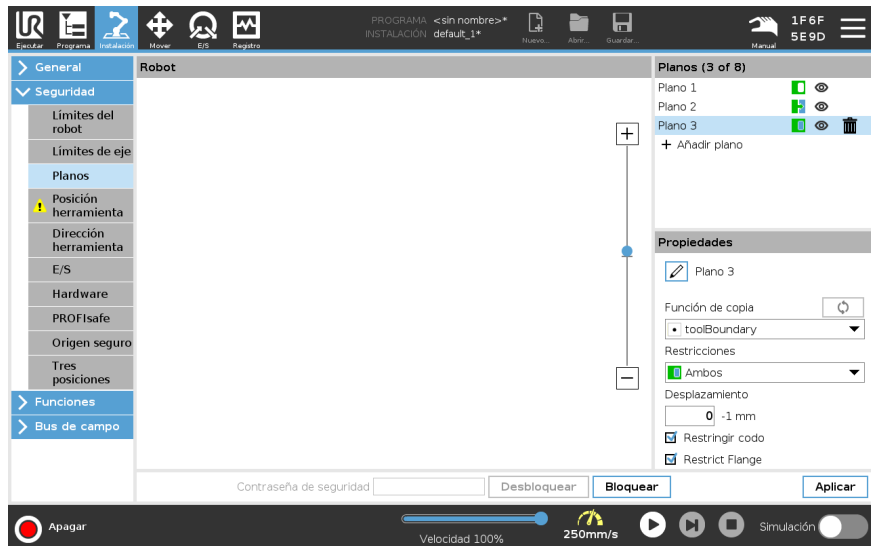 PROGRAMA <sin nombre>*
INSTALACIÓN default_1*
Ejecutar
Programa
Instalación
Mover
E/S
Registro
Nuevo...
Abrir...
Guardar...
Manual
1F6F
5E9D
General
Seguridad
Límites del
robot
Límites de eje
Planos
Posición
herramienta
Dirección
herramienta
E/S
Hardware
PROFIsafe
Origen seguro
Tres
posiciones
Funciones
Bus de campo
Robot
Planos (3 of 8)
Plano 1
Plano 2
Plano 3
+ Añadir plano
Propiedades
Plano 3
Función de copia
toolBoundary
Restricciones
Ambos
Desplazamiento
0 -1 mm
Restringir codo
Restrict Flange
Contraseña de seguridad
Desbloquear
Bloquear
Aplicar
Apagar
Velocidad 100%
250mm/s
Simulación